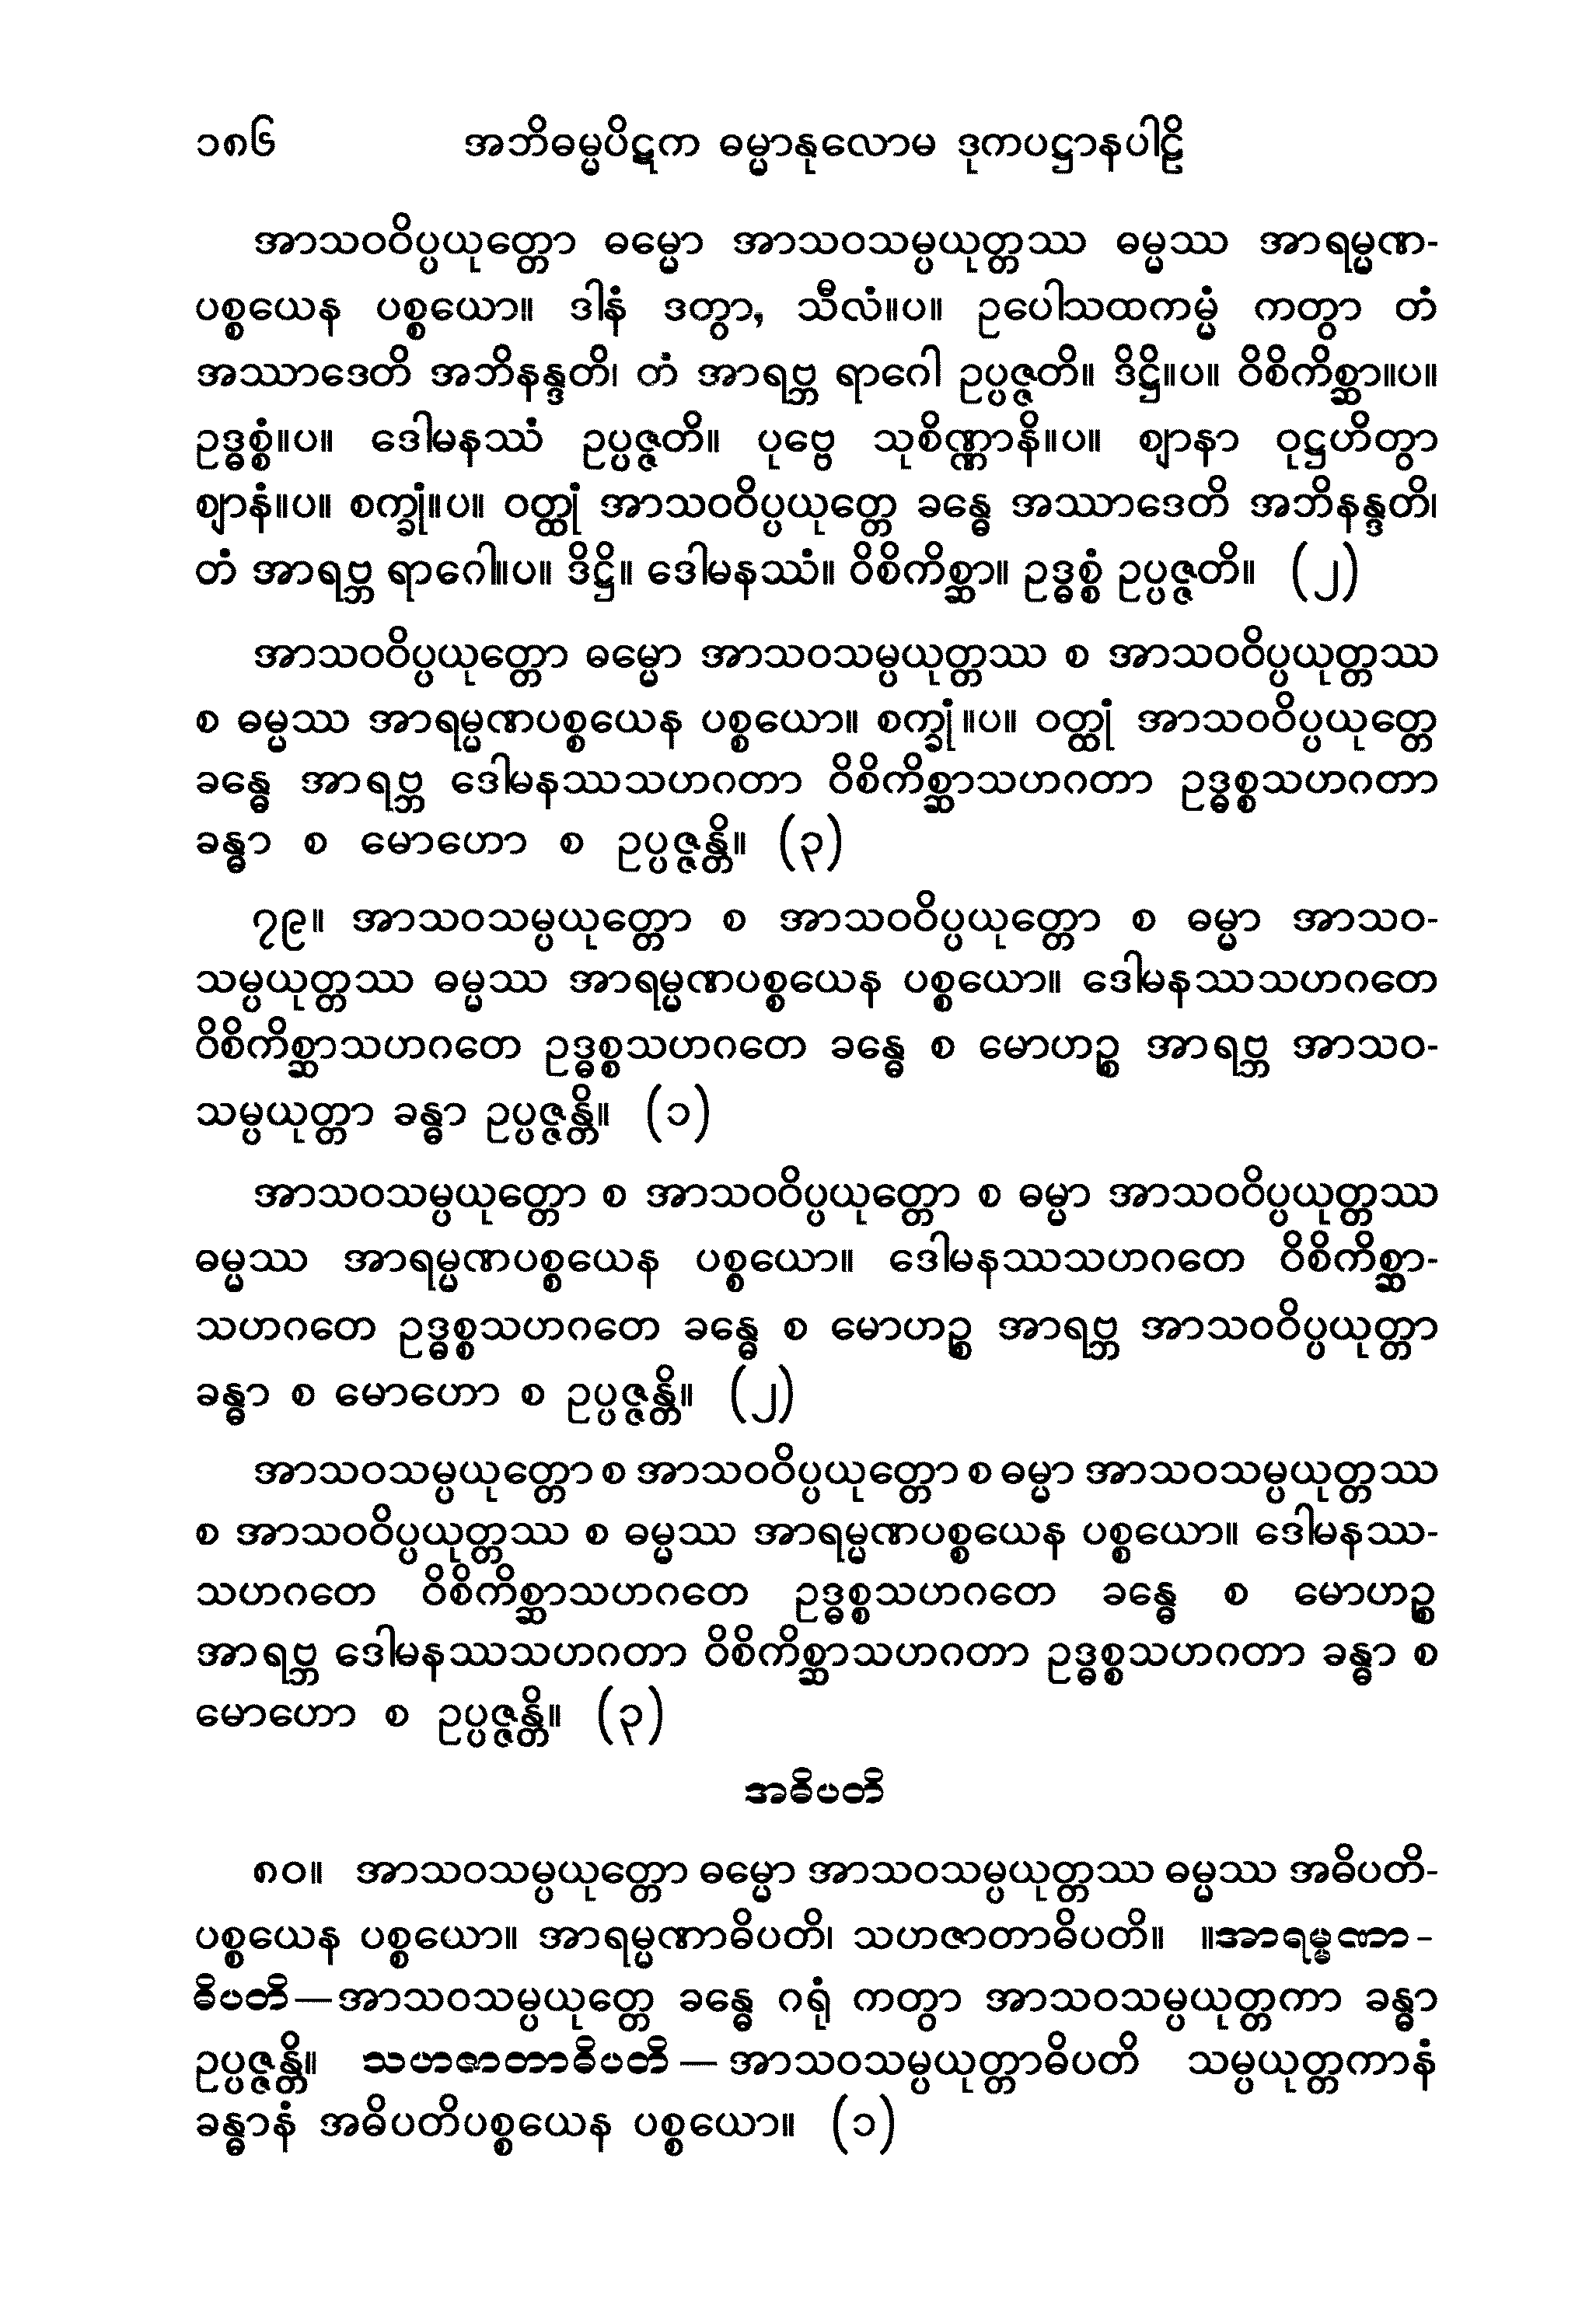 ၁၈၆ အဘိဓမ္မပိဋက ဓမ္မာနုလောမ ဒုကပဋ္ဌာနပါဠိ
အာသဝဝိပ္ပယုတ္တော ဓမ္မော အာသဝသမ္ပယုတ္တဿ ဓမ္မဿ အာရမ္မဏ-
ပစ္စယေန ပစ္စယော။ ဒါနံ ဒတွာ, သီလံ။ပ။ ဥပေါသထကမ္မံ ကတွာ တံ
အဿာဒေတိ အဘိနန္ဒတိ၊ တံ အာရဗ္ဘ ရာဂေါ ဥပ္ပဇ္ဇတိ။ ဒိဋ္ဌိ။ပ။ ဝိစိကိစ္ဆာ။ပ။
ဥဒ္ဓစ္စံ။ပ။ ဒေါမနဿံ ဥပ္ပဇ္ဇတိ။ ပုဗ္ဗေ သုစိဏ္ဏာနိ။ပ။ ဈာနာ ဝုဋ္ဌဟိတွာ
ဈာနံ။ပ။ စက္ခုံ။ပ။ ဝတ္ထုံ အာသဝဝိပ္ပယုတ္တေ ခန္ဓေ အဿာဒေတိ အဘိနန္ဒတိ၊
တံ အာရဗ္ဘ ရာဂေါ။ပ။ ဒိဋ္ဌိ။ ဒေါမနဿံ။ ဝိစိကိစ္ဆာ။ ဥဒ္ဓစ္စံ ဥပ္ပဇ္ဇတိ။ (၂)
အာသဝဝိပ္ပယုတ္တော ဓမ္မော အာသဝသမ္ပယုတ္တဿ စ အာသဝဝိပ္ပယုတ္တဿ
စ ဓမ္မဿ အာရမ္မဏပစ္စယေန ပစ္စယော။ စက္ခုံ။ပ။ ဝတ္ထုံ အာသဝဝိပ္ပယုတ္တေ
ခန္ဓေ အာရဗ္ဘ ဒေါမနဿသဟဂတာ ဝိစိကိစ္ဆာသဟဂတာ ဥဒ္ဓစ္စသဟဂတာ
ခန္ဓာ စ မောဟော စ ဥပ္ပဇ္ဇန္တိ။ (၃)
၇၉။ အာသဝသမ္ပယုတ္တော စ အာသဝဝိပ္ပယုတ္တော စ ဓမ္မာ အာသဝ-
သမ္ပယုတ္တဿ ဓမ္မဿ အာရမ္မဏပစ္စယေန ပစ္စယော။ ဒေါမနဿသဟဂတေ
ဝိစိကိစ္ဆာသဟဂတေ ဥဒ္ဓစ္စသဟဂတေ ခန္ဓေ စ မောဟဉ္စ အာရဗ္ဘ အာသဝ-
သမ္ပယုတ္တာ ခန္ဓာ ဥပ္ပဇ္ဇန္တိ။ (၁)
အာသဝသမ္ပယုတ္တော စ အာသဝဝိပ္ပယုတ္တော စ ဓမ္မာ အာသဝဝိပ္ပယုတ္တဿ
ဓမ္မဿ အာရမ္မဏပစ္စယေန ပစ္စယော။ ဒေါမနဿသဟဂတေ ဝိစိကိစ္ဆာ-
သဟဂတေ ဥဒ္ဓစ္စသဟဂတေ ခန္ဓေ စ မောဟဉ္စ အာရဗ္ဘ အာသဝဝိပ္ပယုတ္တာ
ခန္ဓာ စ မောဟော စ ဥပ္ပဇ္ဇန္တိ။ (၂)
အာသဝသမ္ပယုတ္တော စ အာသဝဝိပ္ပယုတ္တော စ ဓမ္မာ အာသဝသမ္ပယုတ္တဿ
စ အာသဝဝိပ္ပယုတ္တဿ စ ဓမ္မဿ အာရမ္မဏပစ္စယေန ပစ္စယော။ ဒေါမနဿ-
သဟဂတေ ဝိစိကိစ္ဆာသဟဂတေ ဥဒ္ဓစ္စသဟဂတေ ခန္ဓေ စ မောဟဉ္စ
အာရဗ္ဘ ဒေါမနဿသဟဂတာ ဝိစိကိစ္ဆာသဟဂတာ ဥဒ္ဓစ္စသဟဂတာ ခန္ဓာ စ
မောဟော စ ဥပ္ပဇ္ဇန္တိ။ (၃)
အဓိပတိ
၈၀။ အာသဝသမ္ပယုတ္တော ဓမ္မော အာသဝသမ္ပယုတ္တဿ ဓမ္မဿ အဓိပတိ-
ပစ္စယေန ပစ္စယော။ အာရမ္မဏာဓိပတိ၊ သဟဇာတာဓိပတိ။ ။အာရမ္မဏာ-
ဓိပတိ—အာသဝသမ္ပယုတ္တေ ခန္ဓေ ဂရုံ ကတွာ အာသဝသမ္ပယုတ္တကာ ခန္ဓာ
ဥပ္ပဇ္ဇန္တိ။ သဟဇာတာဓိပတိ—အာသဝသမ္ပယုတ္တာဓိပတိ သမ္ပယုတ္တကာနံ
ခန္ဓာနံ အဓိပတိပစ္စယေန ပစ္စယော။ (၁)